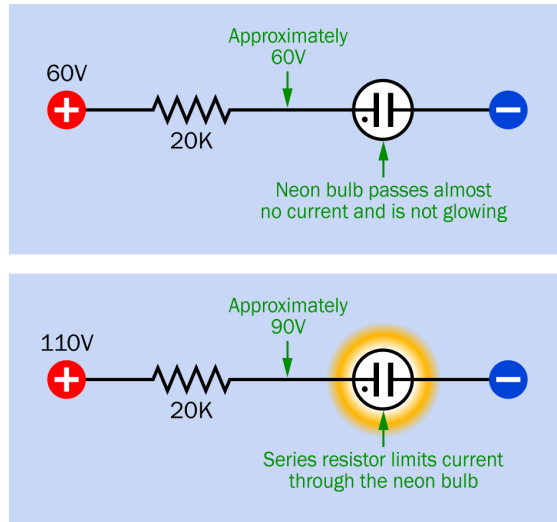 Approximately
60V
60V
20K
Neon bulb passes almost
no current and is not glowing
Approximately
90V
110V
20K
Series resistor limits current
through the neon bulb